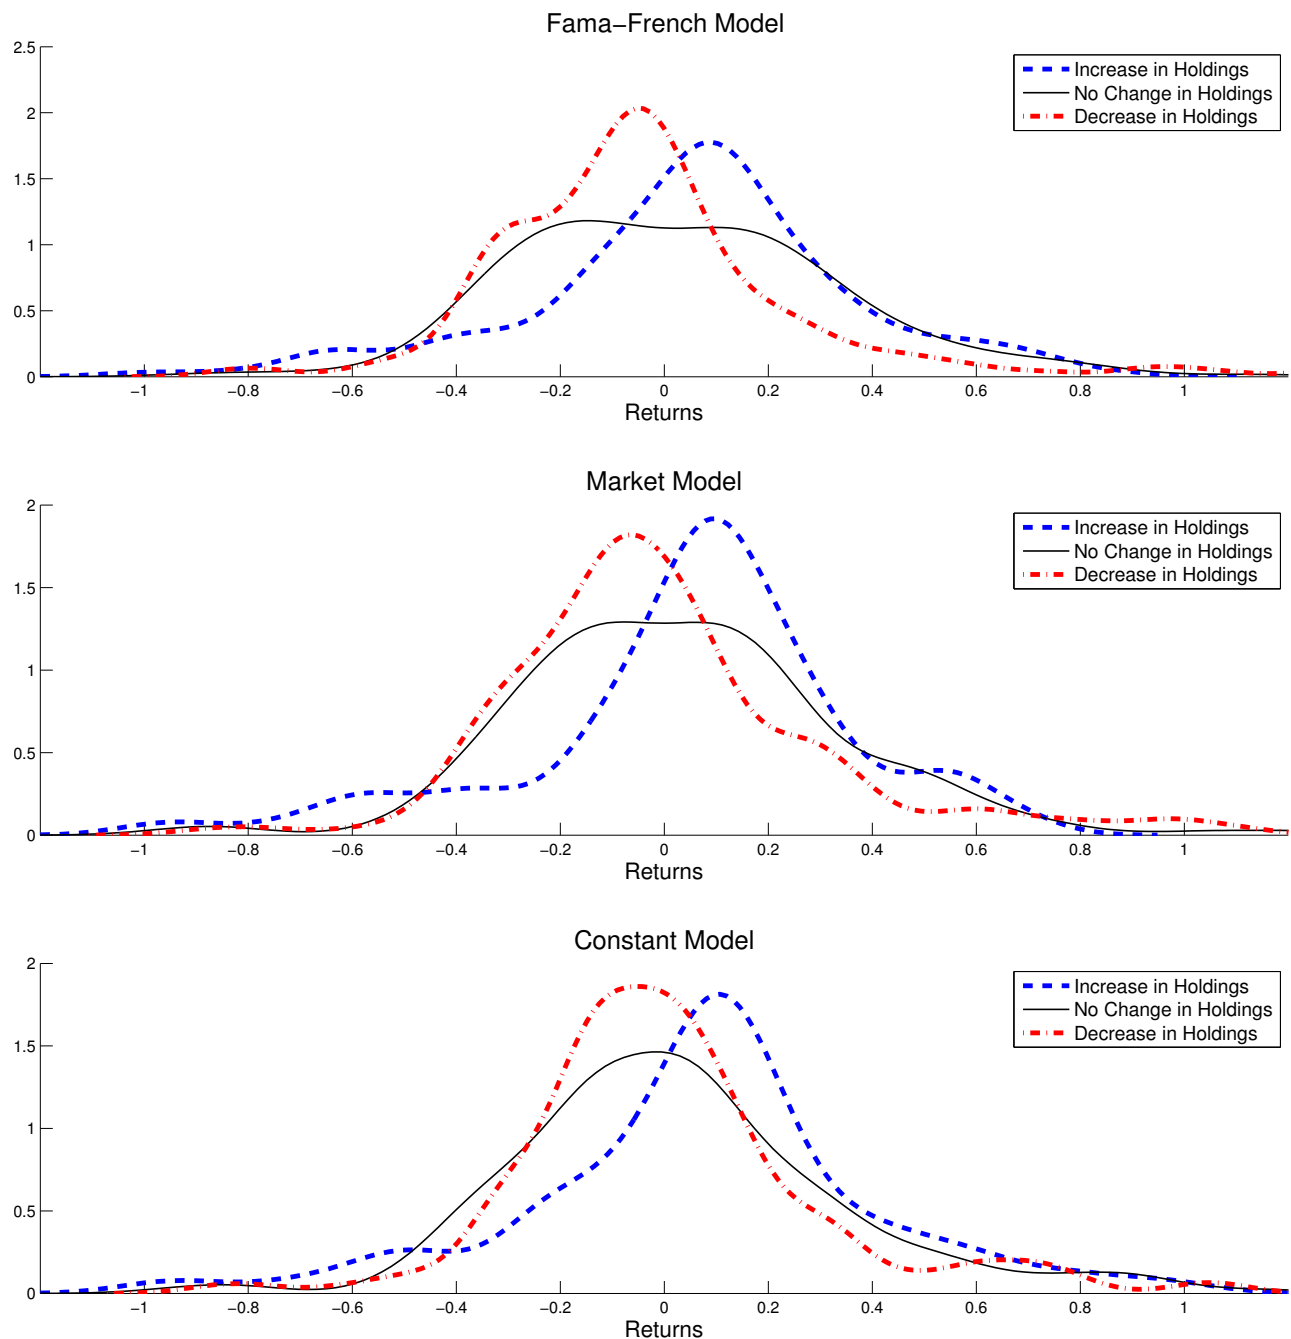 Fama−French Model
2.5
2
1.5
1
0.5
0
Increase in Holdings
No Change in Holdings
Decrease in Holdings
−1 −0.8 −0.6 −0.4 −0.2 0 0.2 0.4 0.6 0.8 1
Returns
Market Model
2
1.5
1
0.5
0
Increase in Holdings
No Change in Holdings
Decrease in Holdings
−1 −0.8 −0.6 −0.4 −0.2 0 0.2 0.4 0.6 0.8 1
Returns
Constant Model
2
1.5
1
0.5
0
Increase in Holdings
No Change in Holdings
Decrease in Holdings
−1 −0.8 −0.6 −0.4 −0.2 0 0.2 0.4 0.6 0.8 1
Returns